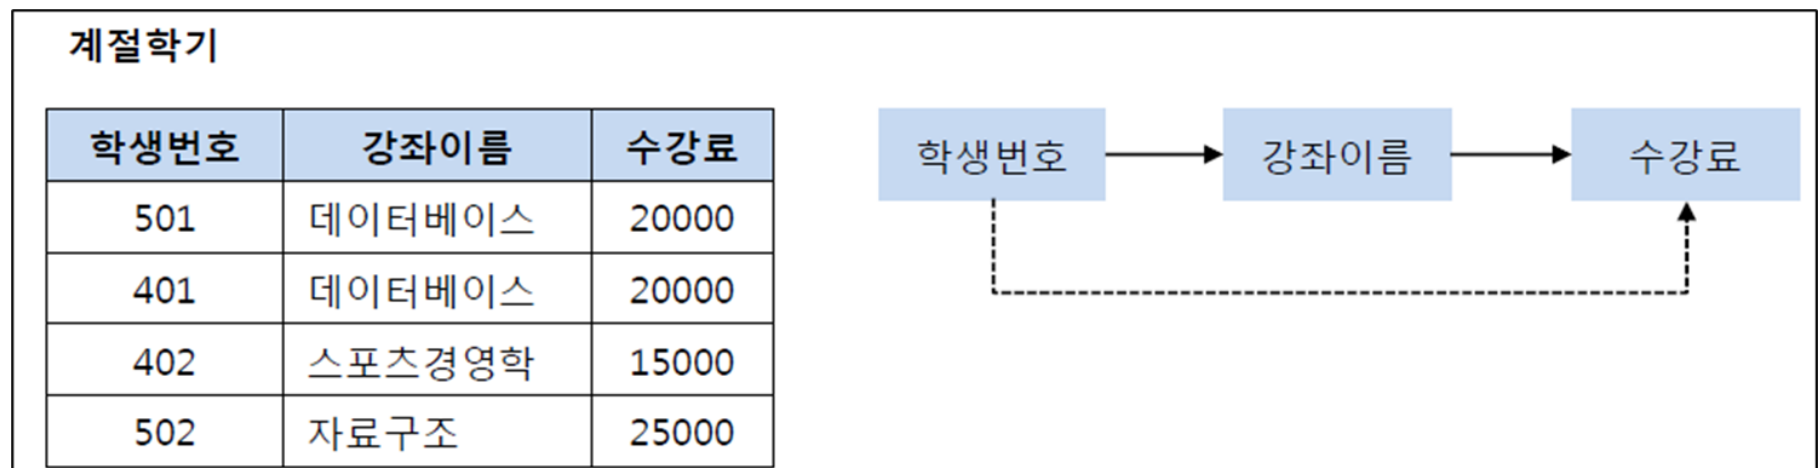 계절학기
학생번호 강좌이름 수강료
501 데이터베이스 20000
401 데이터베이스 20000
402 스포츠경영학 15000
502 자료구조 25000
학생번호 강좌이름 수강료